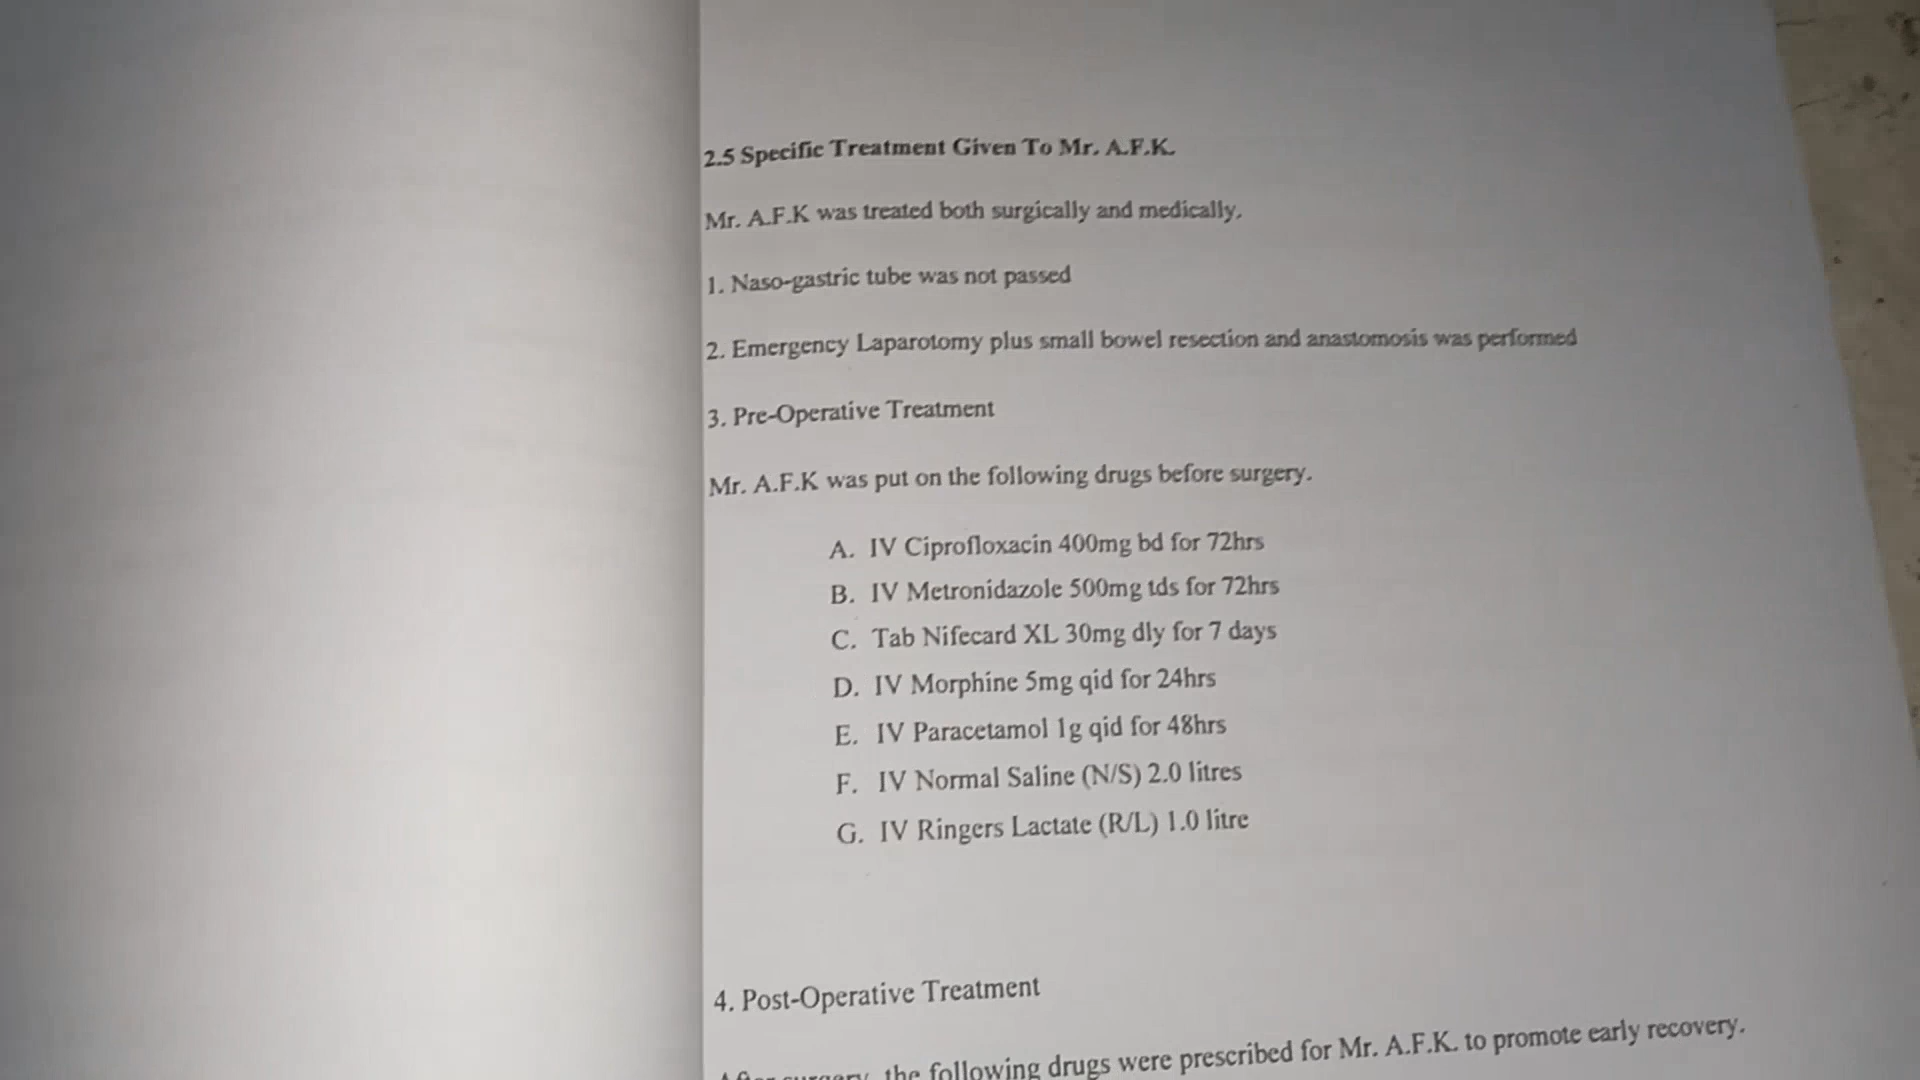 2.5 Specific Treatment Given To Mr. A.F.K.
Mr. A.F.K was treated both surgically and medically.
1. Naso-gastric tube was not passed
2. Emergency Laparotomy plus small bowel resection and anastomosis was performed
3. Pre-Operative Treatment
Mr. A.F.K was put on the following drugs before surgery.
A. IV Ciprofloxacin 400mg bd for 72hrs
B. IV Metronidazole 500mg tds for 72hrs
C. Tab Nifecard XL 30mg dly for 7 days
D. IV Morphine 5mg qid for 24hrs
E. IV Paracetamol 1g qid for 48hrs
F. IV Normal Saline (N/S) 2.0 litres
G. IV Ringers Lactate (R/L) 1.0 litre
4. Post-Operative Treatment
the following drugs were prescribed for Mr. A.F.K. to promote early recovery.